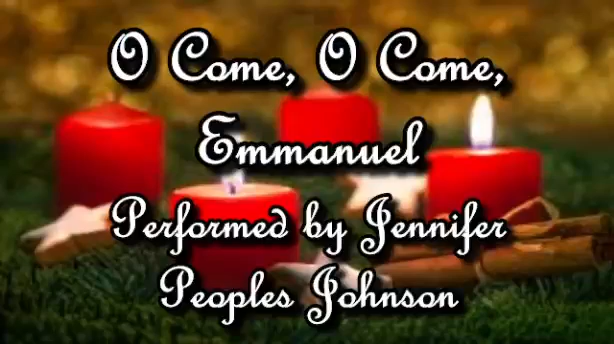 O Come, O Come,
Emmanuel
Performed by Jennifer
Peoples Johnson